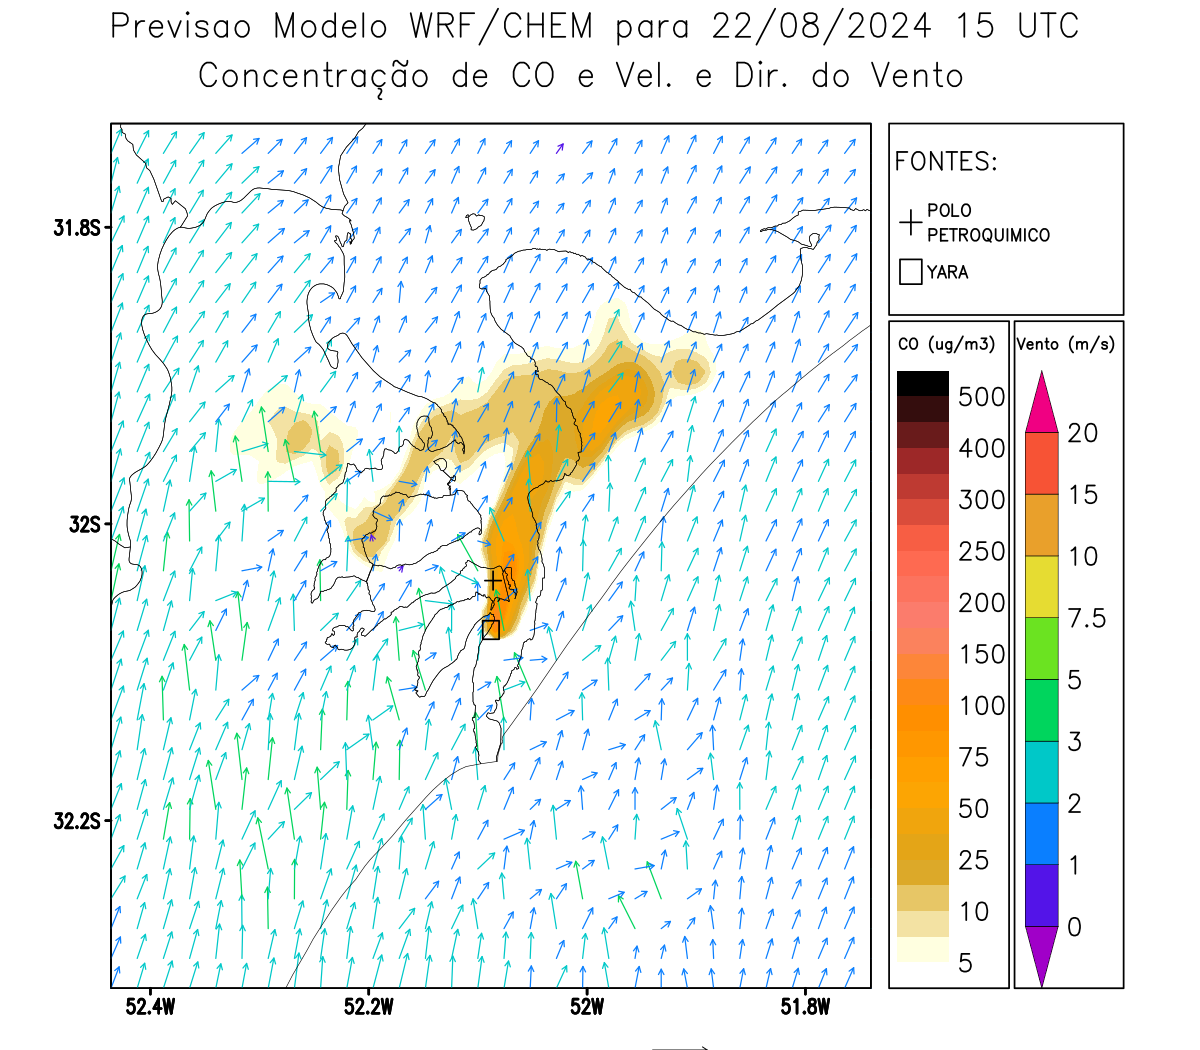 Previsao Modelo WRF/CHEM para 22/08/2024 15 UTC
Concentração de CO e Vel. e Dir. do Vento
FONTES:
POLO
PETROQUIMICO
YARA
CO (ug/m3)
500
400
300
250
200
150
100
75
50
25
10
5
Vento (m/s)
20
15
10
7.5
5
3
2
1
0
31.8S
32S
32.2S
52.4W
52.2W
52W
51.8W